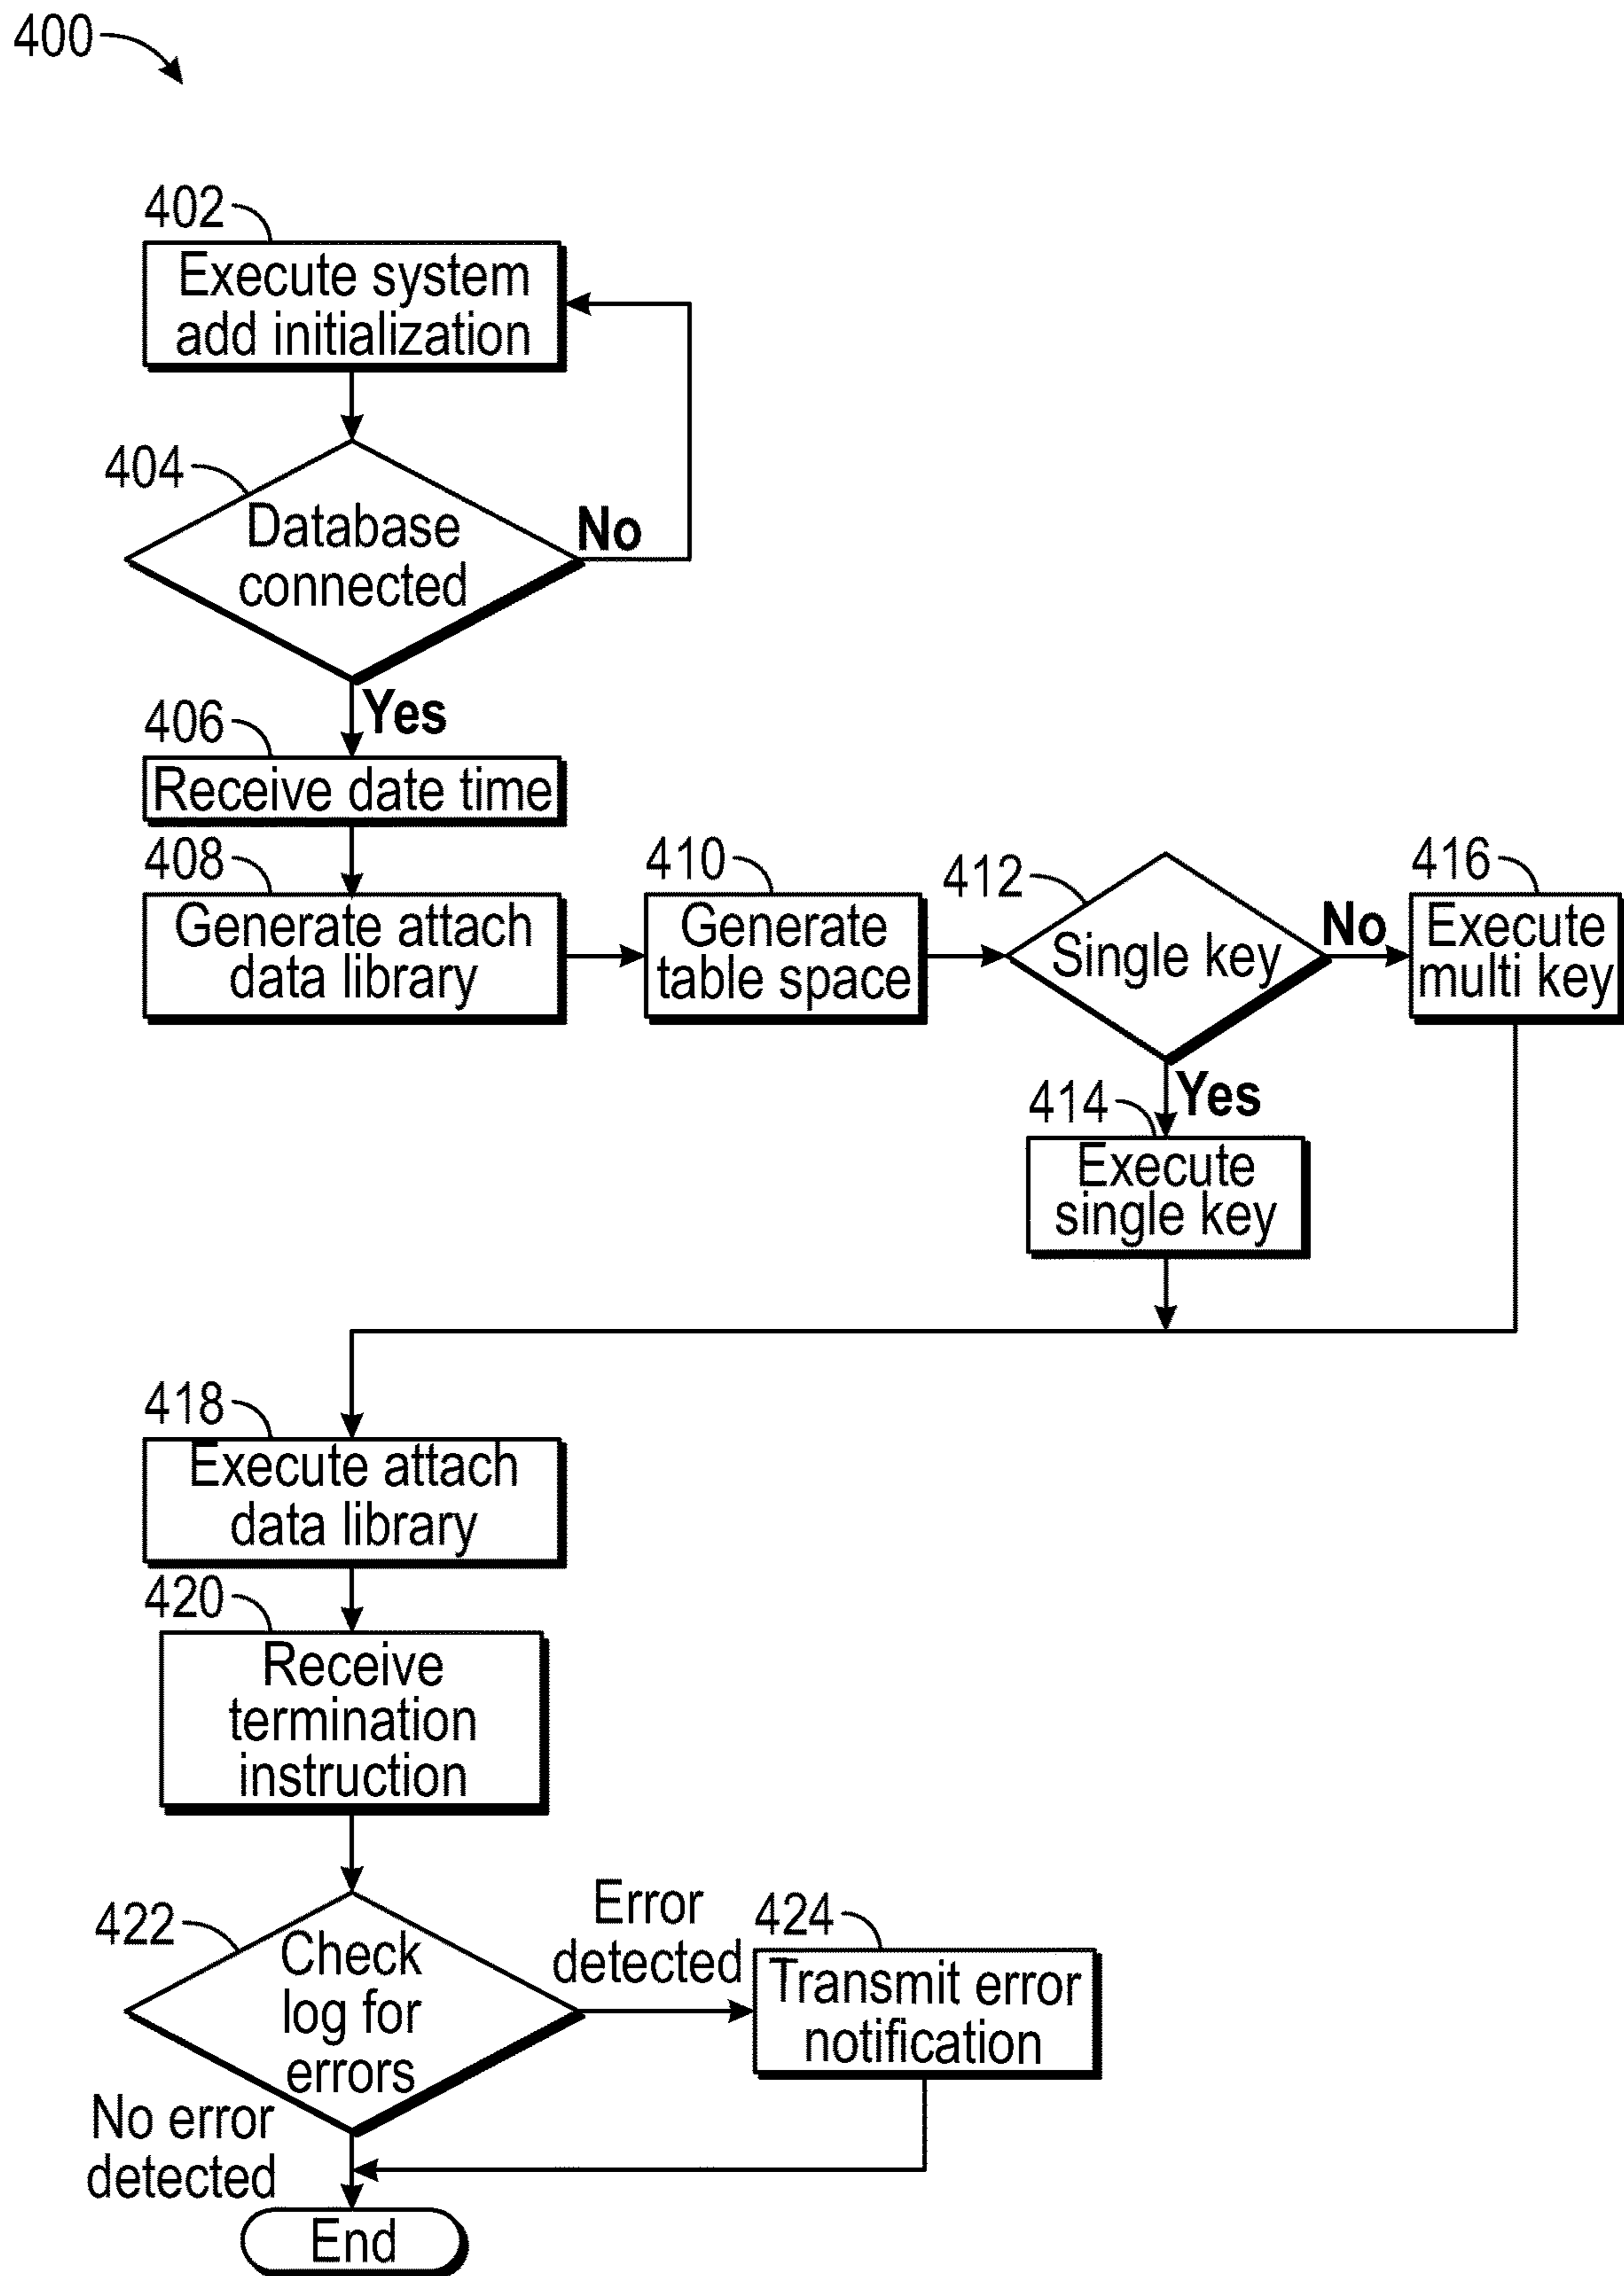 400
402
Execute system
add initialization
404
Database
connected
No
Yes
406
Receive date time
408
Generate attach
data library
410
Generate
table space
412
Single key
No
416
Execute
multi key
Yes
414
Execute
single key
418
Execute attach
data library
420
Receive
termination
instruction
422
Check
log for
errors
Error
detected
424
Transmit error
notification
No error
detected
End